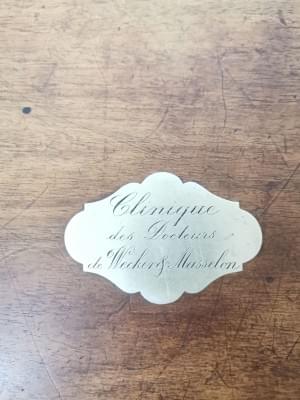 Clinique
des Docteurs
de Wecker & Masselon